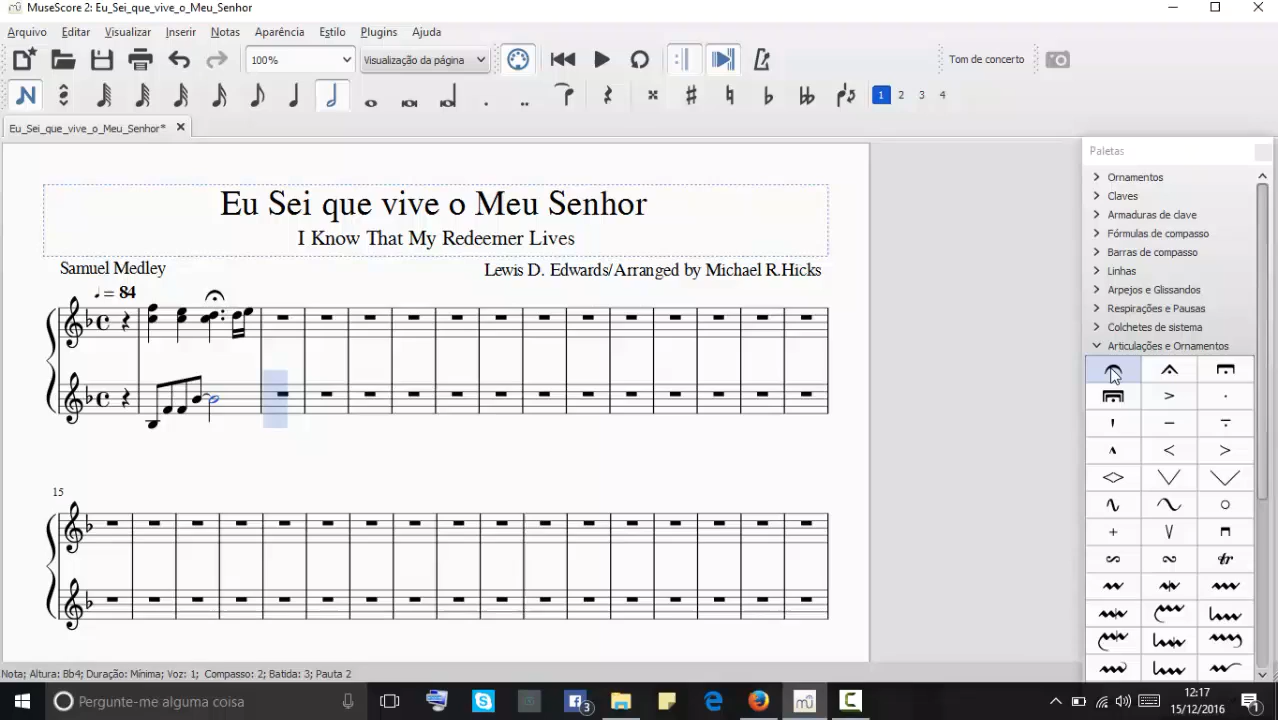 MuseScore 2: Eu_Sei_que_vive_o_Meu_Senhor
Arquivo Editar Visualizar Inserir Notas Aparência Estilo Plugins Ajuda
100% Visualização da página Tom de concerto
1 2 3 4
Eu_Sei_que_vive_o_Meu_Senhor*
Paletas
Ornamentos
Claves
Armaduras de clave
Fórmulas de compasso
Barras de compasso
Linhas
Arpejos e Glissandos
Respirações e Pausas
Colchetes de sistema
Articulações e Ornamentos
Eu Sei que vive o Meu Senhor
I Know That My Redeemer Lives
Samuel Medley
Lewis D. Edwards/Arranged by Michael R.Hicks
= 84
15
Nota; Altura: Bb4; Duração: Mínima; Voz: 1; Compasso: 2; Batida: 3; Pauta 2
Pergunte-me alguma coisa
3
12:17
15/12/2016
1